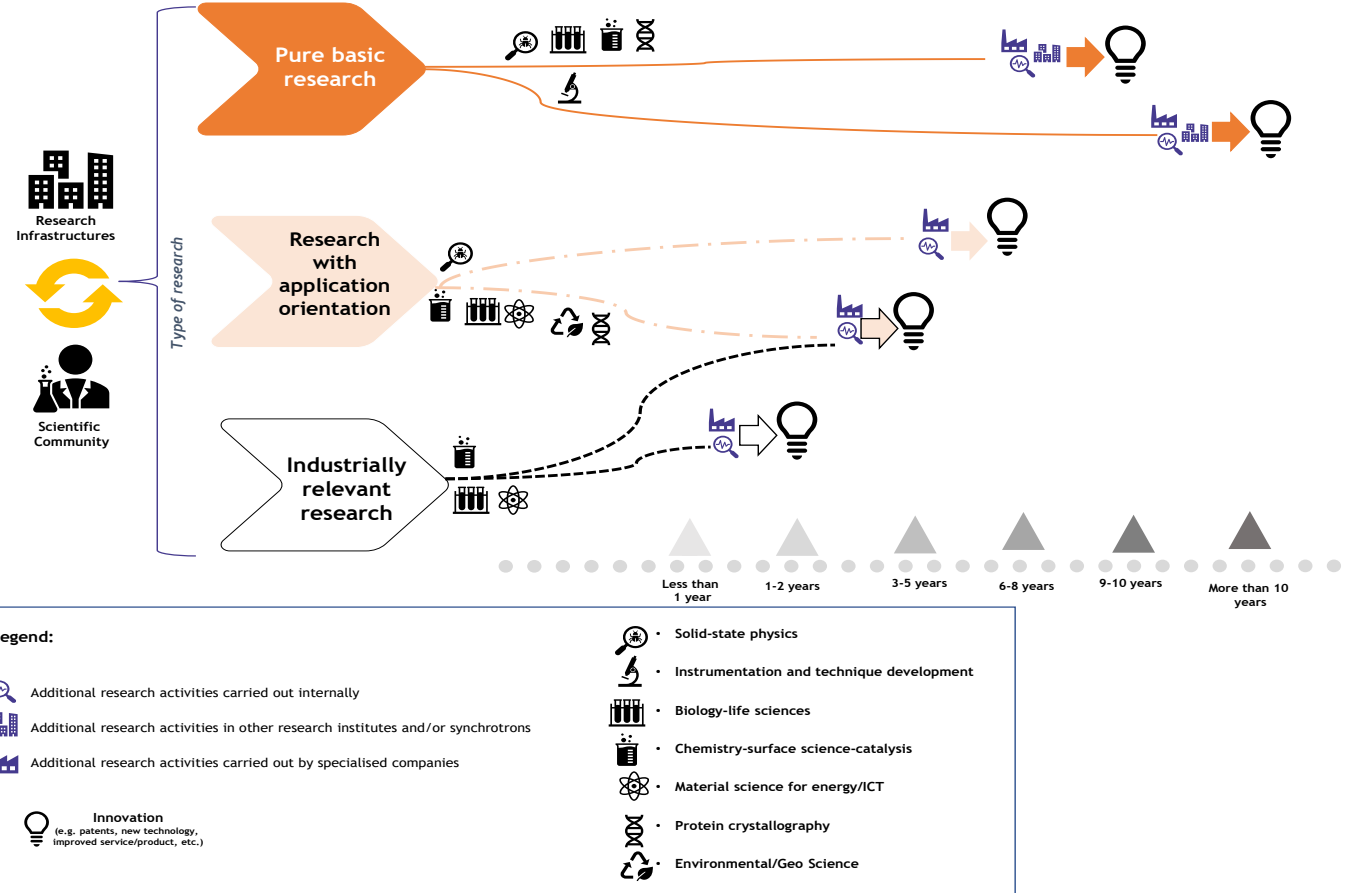 Pure basic
research
Research
Infrastructures
Type of research
Research
with
application
orientation
Scientific
Community
Industrially
relevant
research
Less than
1 year
1-2 years
3-5 years
6-8 years
9-10 years
More than 10
years
egend:
Additional research activities carried out internally
Additional research activities in other research institutes and/or synchrotrons
Additional research activities carried out by specialised companies
Innovation
(e.g. patents, new technology,
improved service/product, etc.)
• Solid-state physics
• Instrumentation and technique development
• Biology-life sciences
• Chemistry-surface science-catalysis
• Material science for energy/ICT
• Protein crystallography
• Environmental/Geo Science